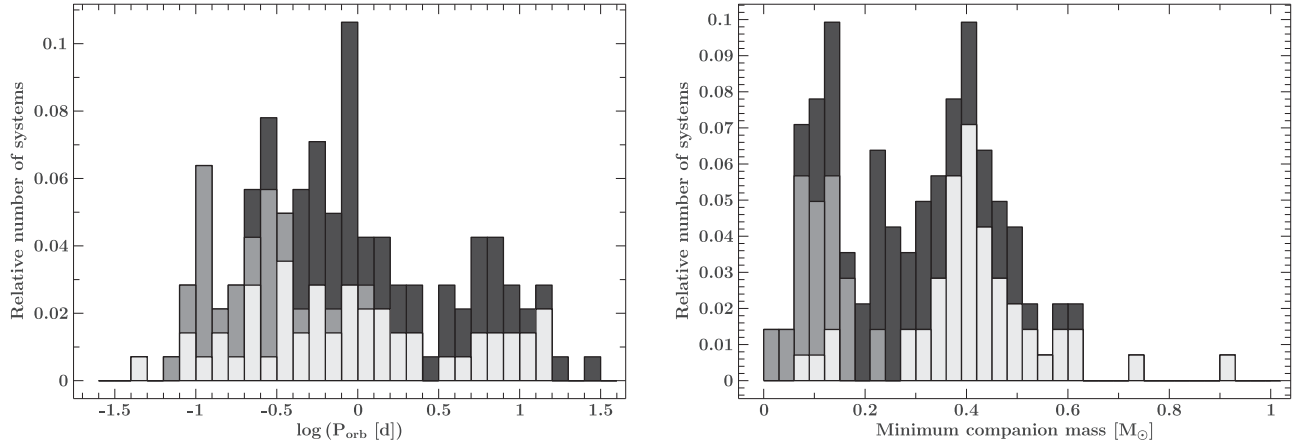 Relative number of systems
0.1
0.08
0.06
0.04
0.02
0
-1.5 -1 -0.5 0 0.5 1 1.5
log (P_orb [d])
Relative number of systems
0.1
0.09
0.08
0.07
0.06
0.05
0.04
0.03
0.02
0.01
0
0 0.2 0.4 0.6 0.8 1
Minimum companion mass [M_⊙]